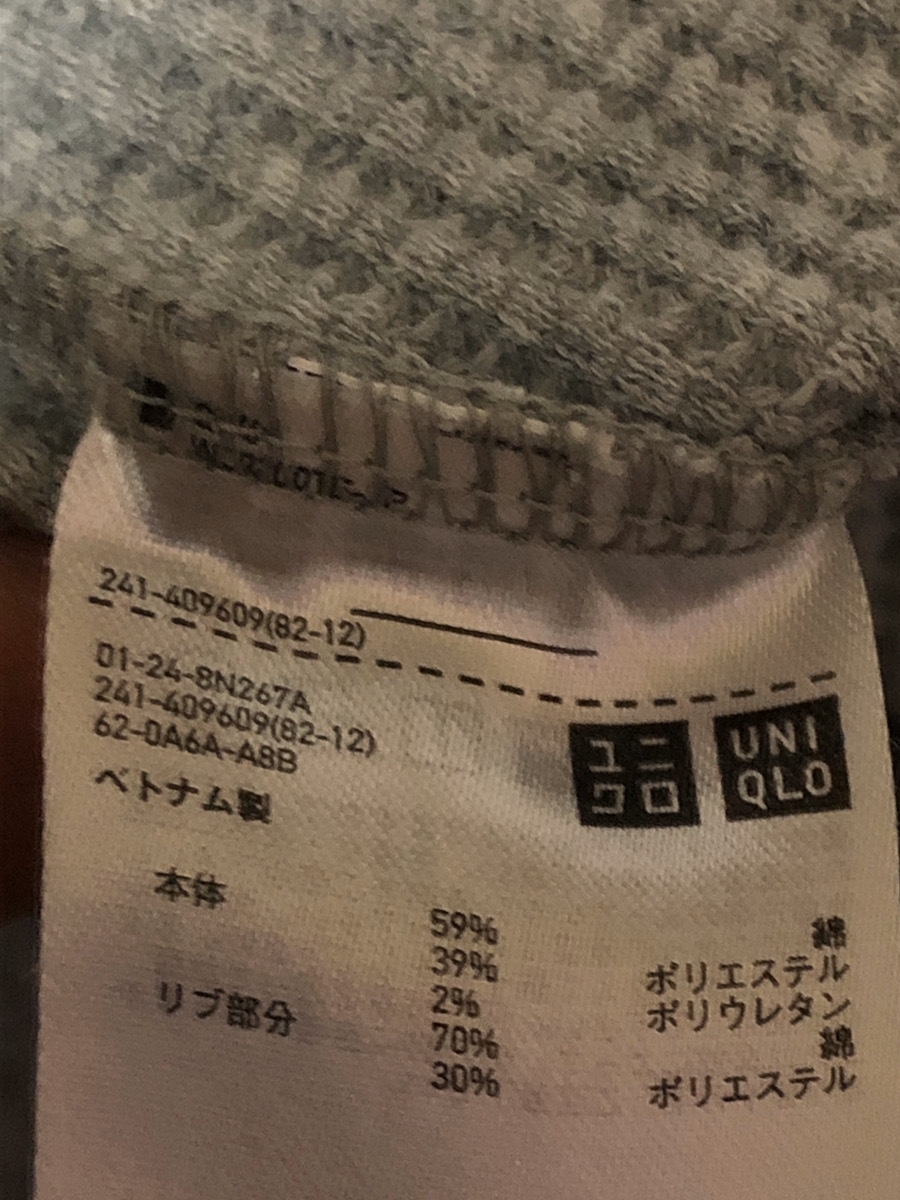 241-409609(82-12)
01-24-8N267A
241-409609(82-12)
62-0A6A-A8B
ベトナム製
ユニ
クロ
UNI
QLO
本体
59% 綿
39% ポリエステル
2% ポリウレタン
リブ部分
70% 綿
30% ポリエステル